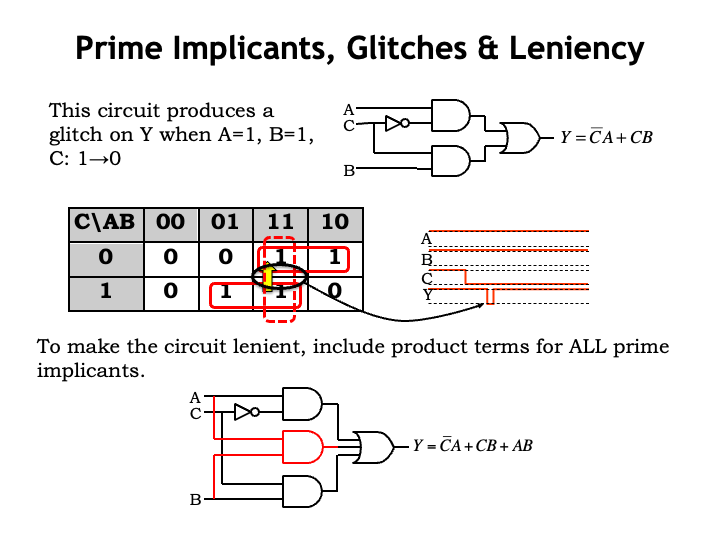 Prime Implicants, Glitches & Leniency
This circuit produces a
glitch on Y when A=1, B=1,
C: 1→0
A
C
B
Y = C̅A + CB
C\AB 00 01 11 10
0 0 0 1 1
1 0 1 1 0
A
B
C
Y
To make the circuit lenient, include product terms for ALL prime
implicants.
A
C
B
Y = C̅A + CB + AB